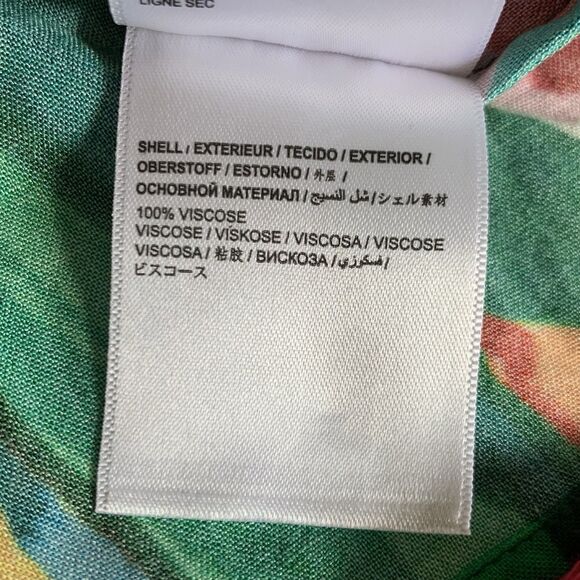 LIGNE SEC
SHELL / EXTERIEUR / TECIDO / EXTERIOR /
OBERSTOFF / ESTORNO / 外层 /
ОСНОВНОЙ МАТЕРИАЛ / شل النسيج / シェル素材
100% VISCOSE
VISCOSE / VISKOSE / VISCOSA / VISCOSE
VISCOSA / 粘胶 / ВИСКОЗА / فسكوزي /
ビスコース